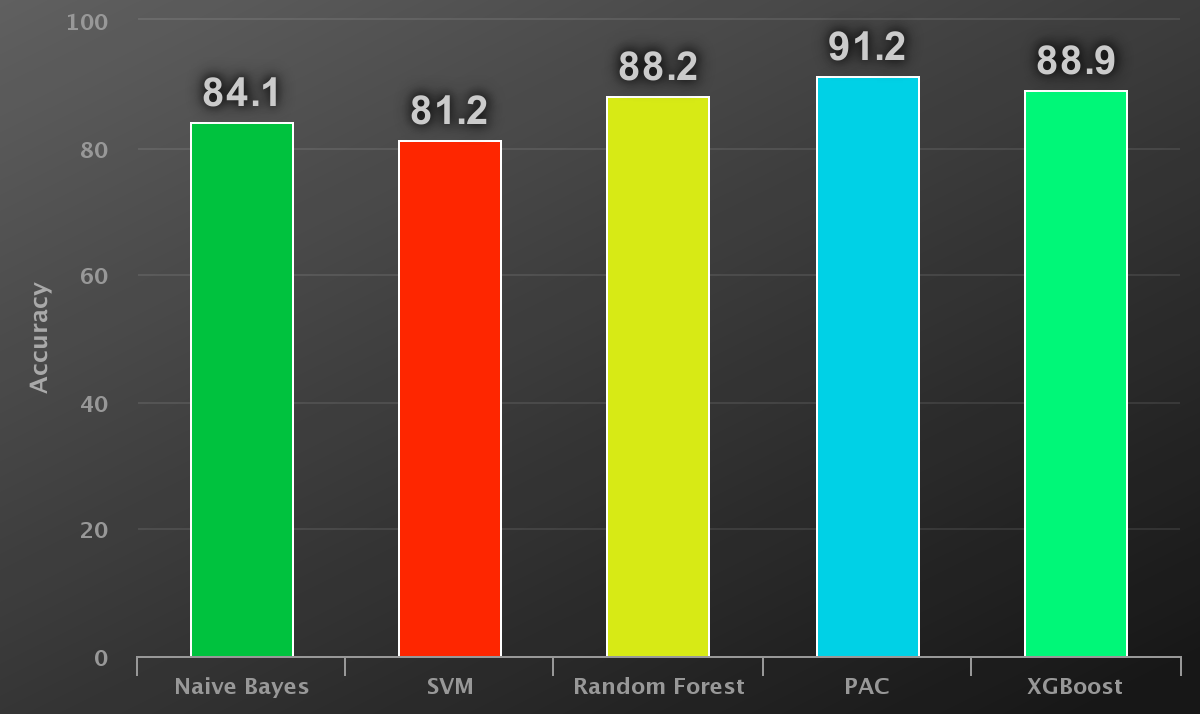 100
80
60
40
20
0
Accuracy
84.1
81.2
88.2
91.2
88.9
Naive Bayes
SVM
Random Forest
PAC
XGBoost